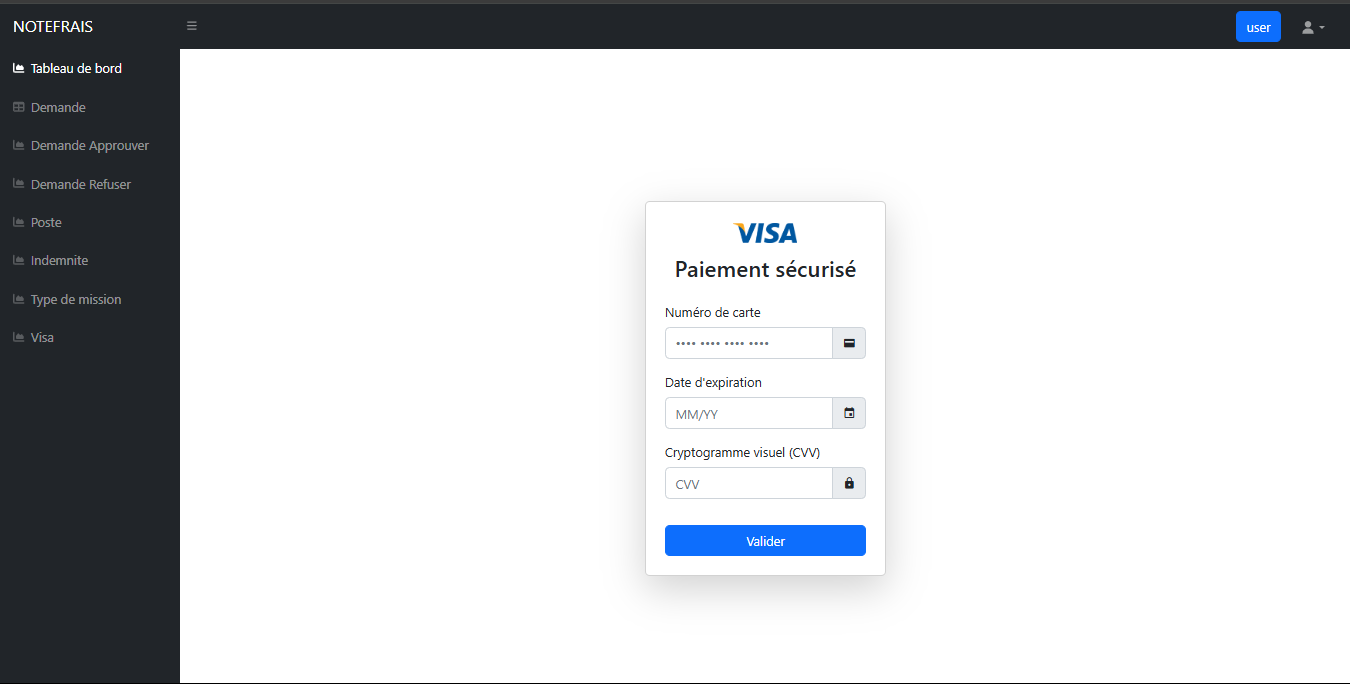 NOTEFRAIS
user
Tableau de bord
Demande
Demande Approuver
Demande Refuser
Poste
Indemnite
Type de mission
Visa
VISA
Paiement sécurisé
Numéro de carte
•••• •••• •••• ••••
Date d'expiration
MM/YY
Cryptogramme visuel (CVV)
CVV
Valider